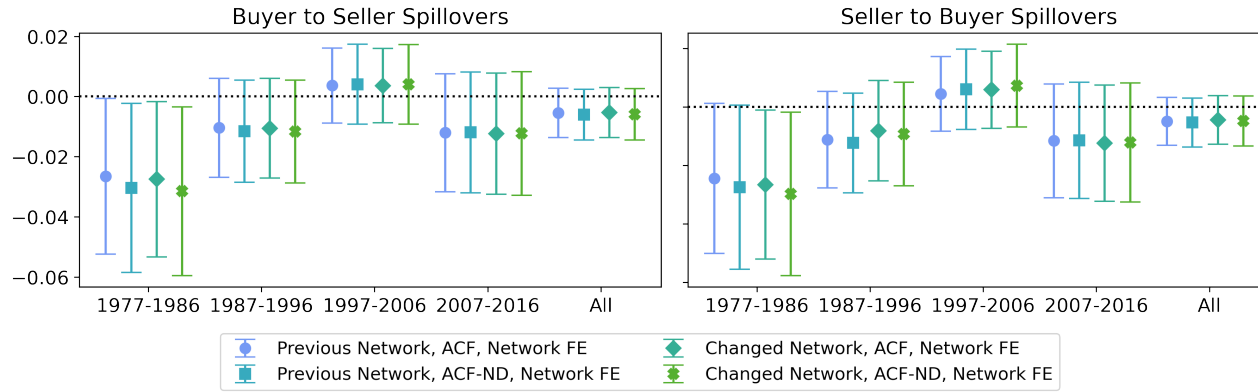 Buyer to Seller Spillovers
Seller to Buyer Spillovers
0.02
0.00
−0.02
−0.04
−0.06
1977-1986 1987-1996 1997-2006 2007-2016 All
1977-1986 1987-1996 1997-2006 2007-2016 All
Previous Network, ACF, Network FE
Previous Network, ACF-ND, Network FE
Changed Network, ACF, Network FE
Changed Network, ACF-ND, Network FE